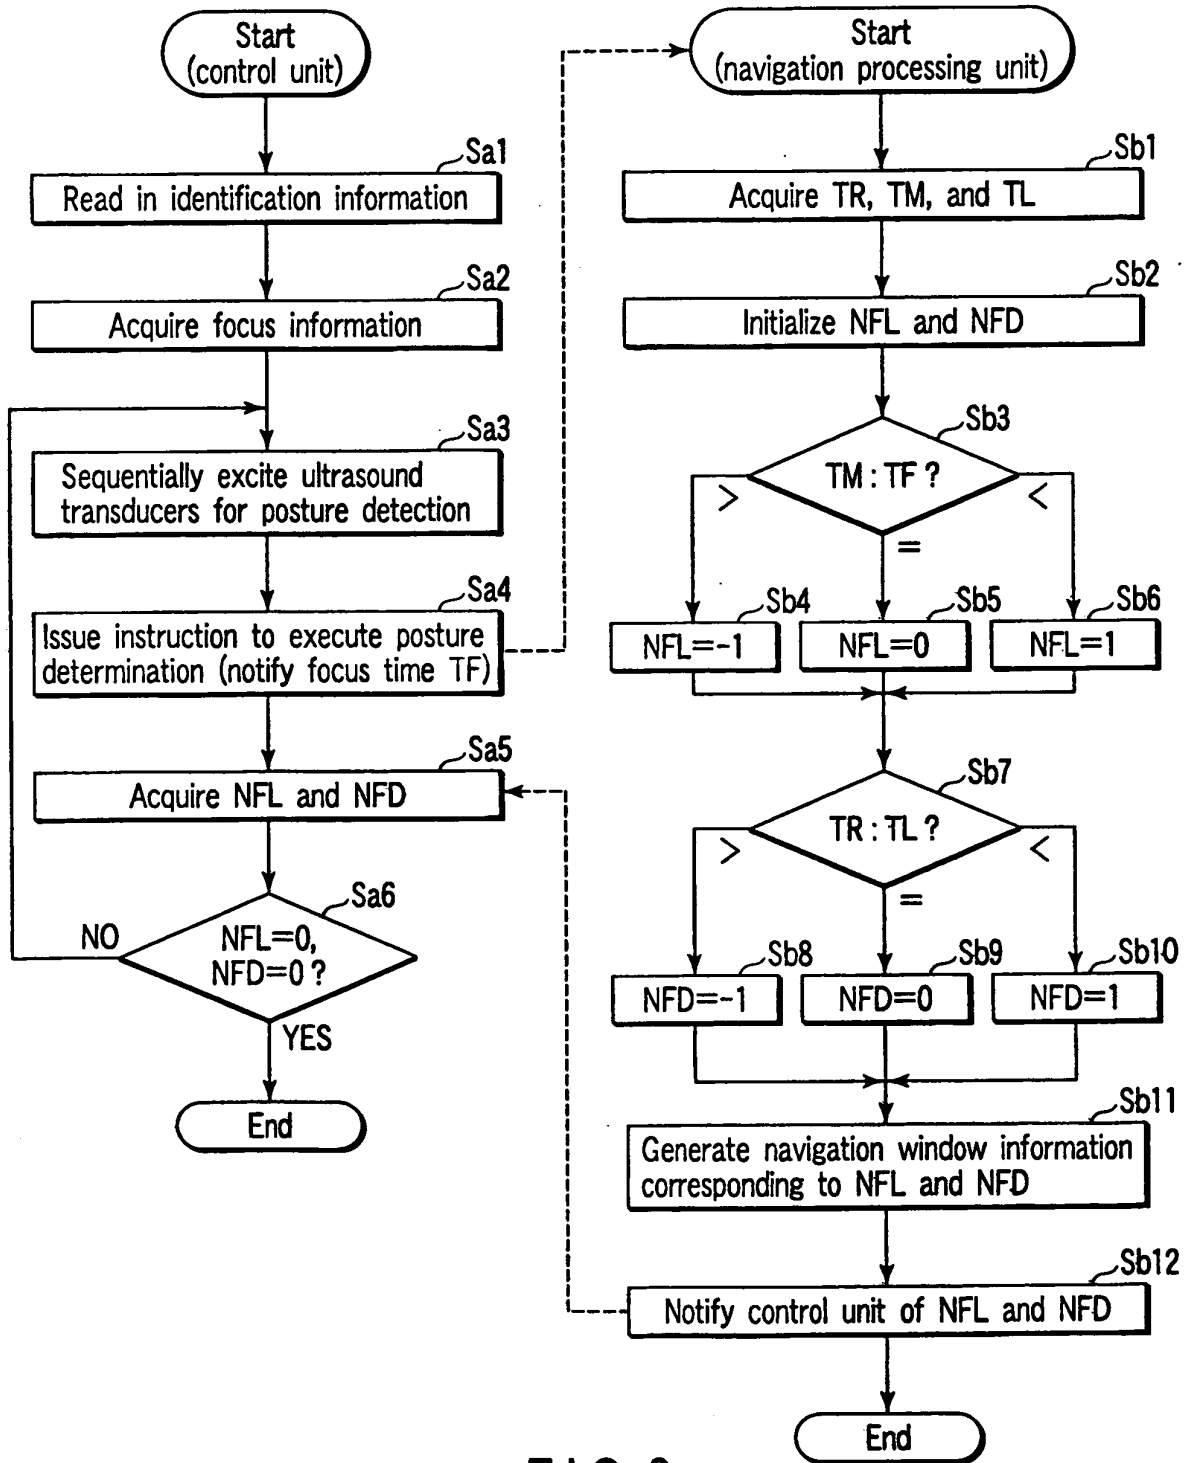 Start
(control unit)
Sa1
Read in identification information
Sa2
Acquire focus information
Sa3
Sequentially excite ultrasound
transducers for posture detection
Sa4
Issue instruction to execute posture
determination (notify focus time TF)
Sa5
Acquire NFL and NFD
Sa6
NFL=0,
NFD=0 ?
NO
YES
End
Start
(navigation processing unit)
Sb1
Acquire TR, TM, and TL
Sb2
Initialize NFL and NFD
Sb3
TM : TF ?
>
=
<
Sb4
NFL=-1
Sb5
NFL=0
Sb6
NFL=1
Sb7
TR : TL ?
>
=
<
Sb8
NFD=-1
Sb9
NFD=0
Sb10
NFD=1
Sb11
Generate navigation window information
corresponding to NFL and NFD
Sb12
Notify control unit of NFL and NFD
End